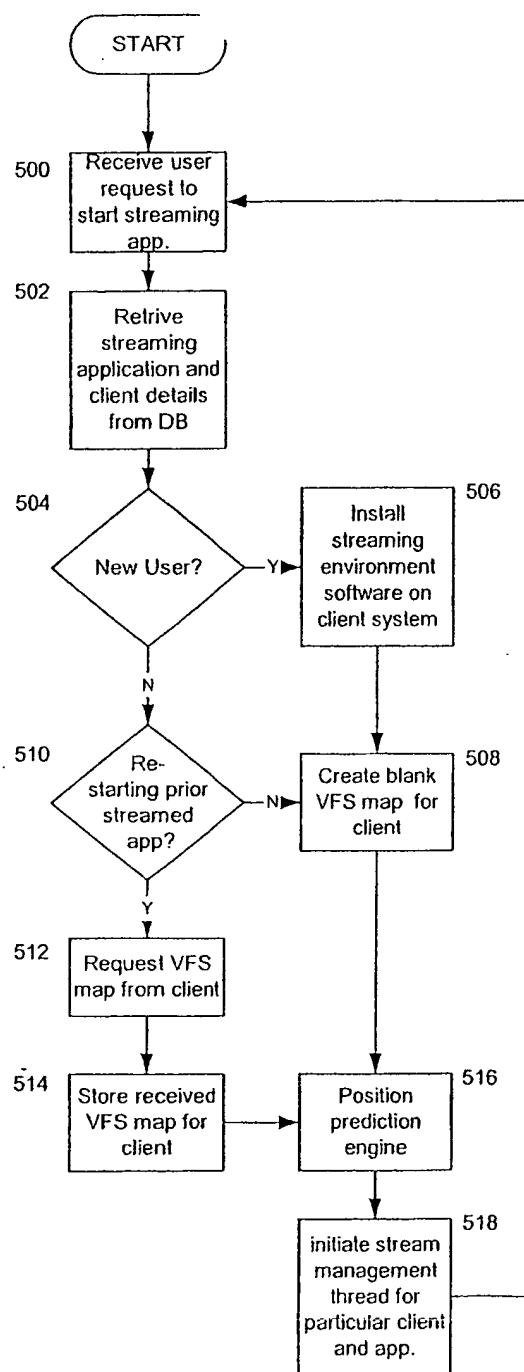 START
500
Receive user
request to
start streaming
app.
502
Retrive
streaming
application and
client details
from DB
504
New User?
Y
506
Install
streaming
environment
software on
client system
N
510
Re-
starting prior
streamed
app?
N
508
Create blank
VFS map for
client
Y
512
Request VFS
map from client
514
Store received
VFS map for
client
516
Position
prediction
engine
518
initiate stream
management
thread for
particular client
and app.